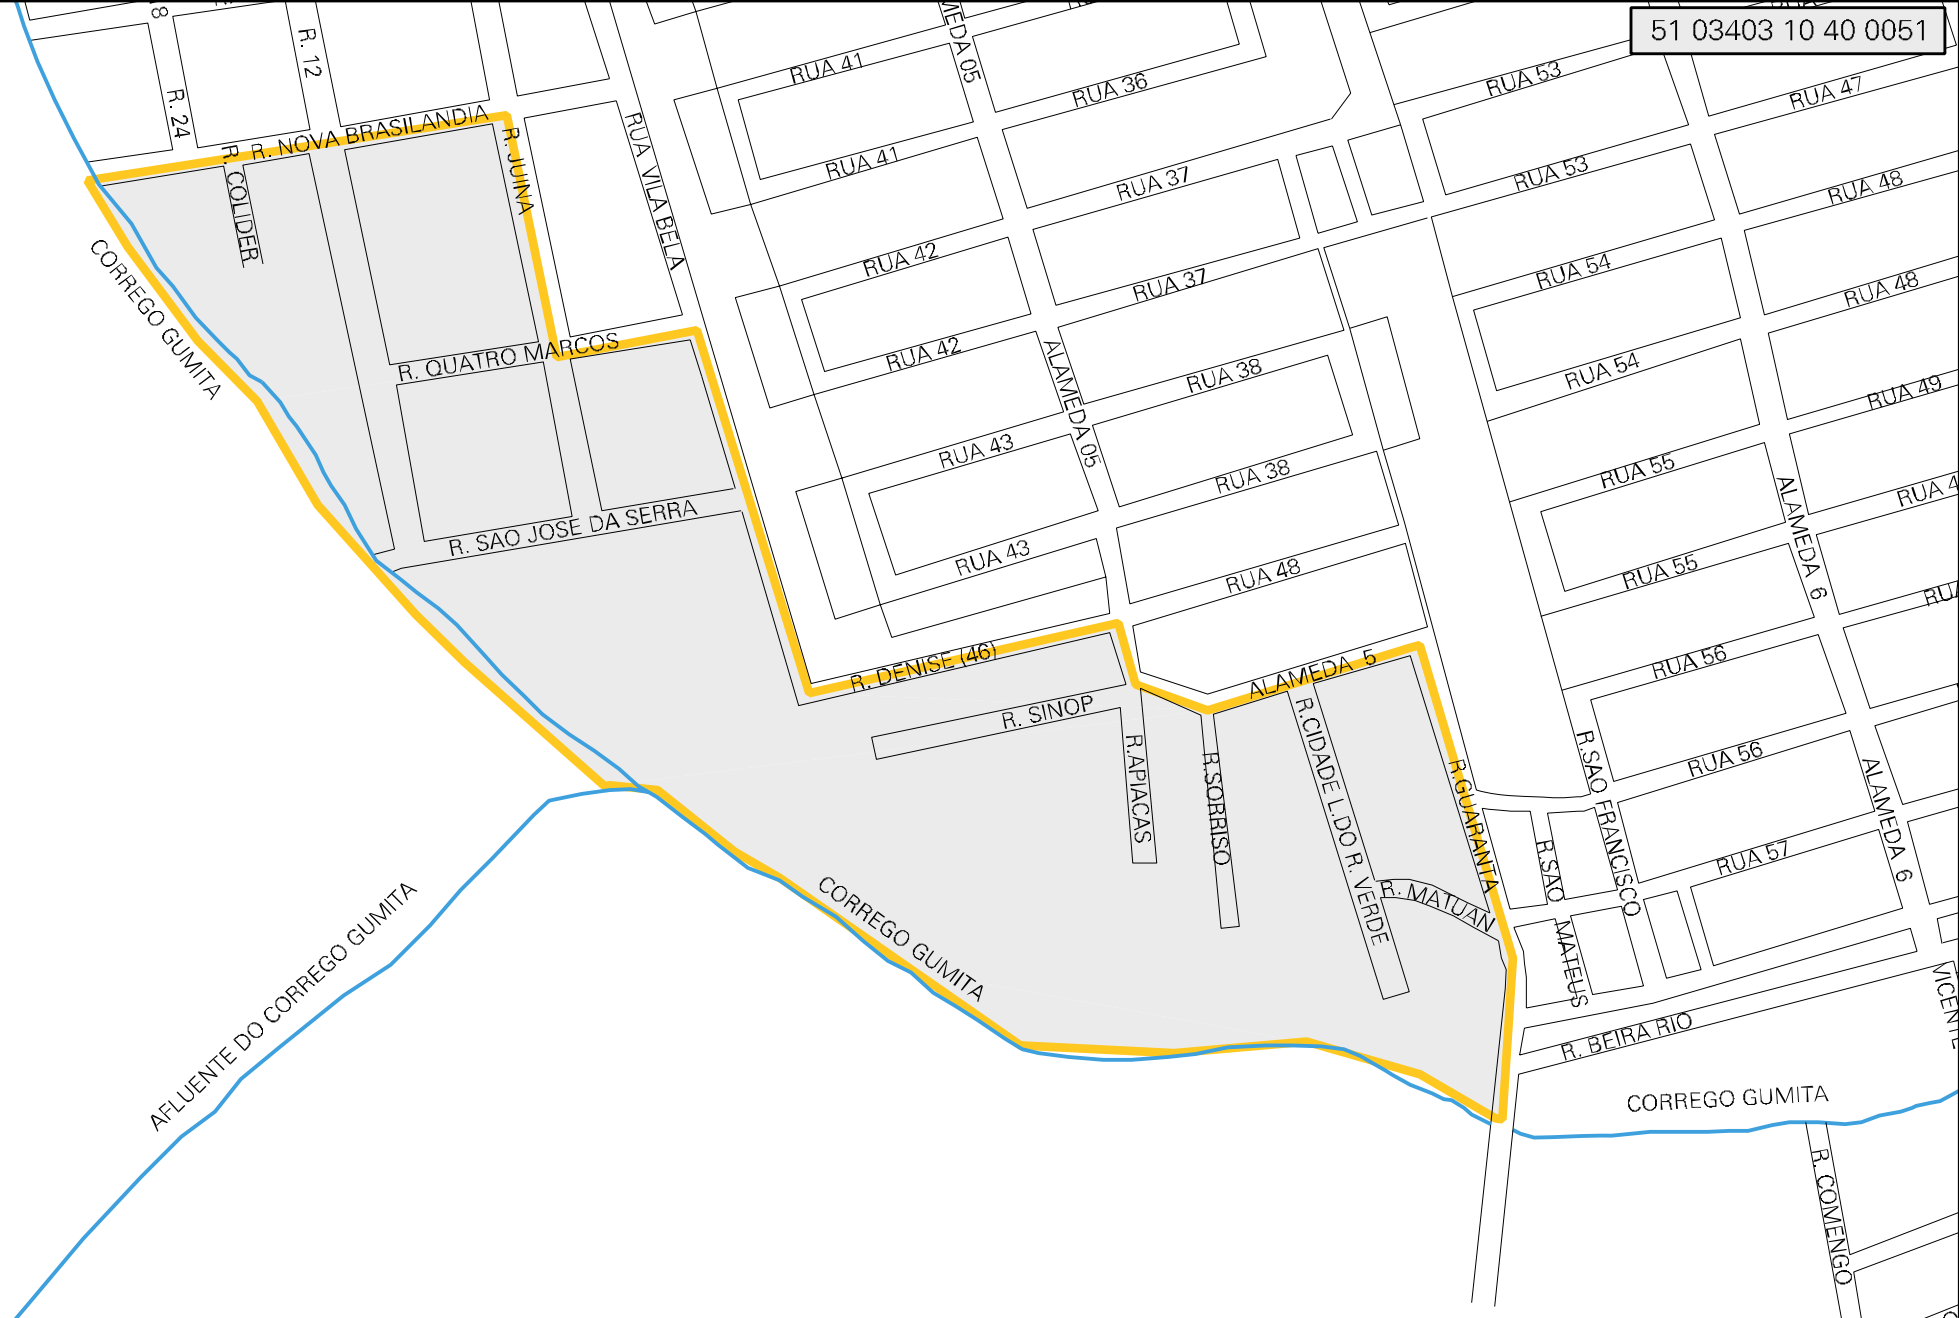 51 03403 10 40 0051
R. 12
R. 24
R. NOVA BRASILANDIA
R. COLIDER
R. JUINA
RUA VILA BELA
RUA 41
RUA 36
RUA 53
RUA 47
RUA 41
RUA 37
RUA 53
RUA 48
RUA 42
RUA 37
RUA 54
RUA 48
CORREGO GUMITA
R. QUATRO MARCOS
RUA 42
ALAMEDA 05
RUA 38
RUA 54
RUA 49
RUA 43
RUA 38
RUA 55
ALAMEDA 6
R. SAO JOSE DA SERRA
RUA 43
RUA 48
RUA 55
R. DENISE (46)
ALAMEDA 5
RUA 56
R. SINOP
R.APIACAS
R.SORRISO
R.CIDADE L.DO R. VERDE
R.GUARANTA
R.SAO FRANCISCO
RUA 56
ALAMEDA 6
RUA 57
R. MATUAN
R.SAO MATEUS
CORREGO GUMITA
AFLUENTE DO CORREGO GUMITA
R. BEIRA RIO
CORREGO GUMITA
R. COMENGO